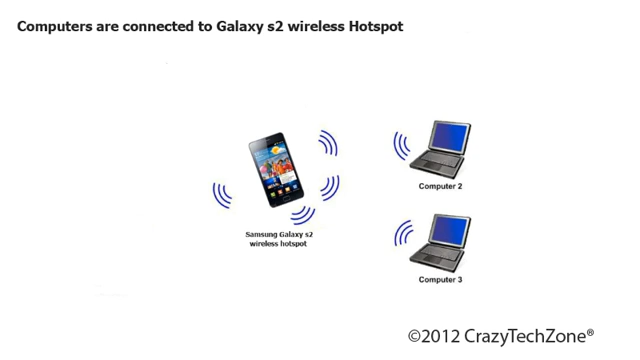 Computers are connected to Galaxy s2 wireless Hotspot
Computer 2
Samsung Galaxy s2
wireless hotspot
Computer 3
©2012 CrazyTechZone®